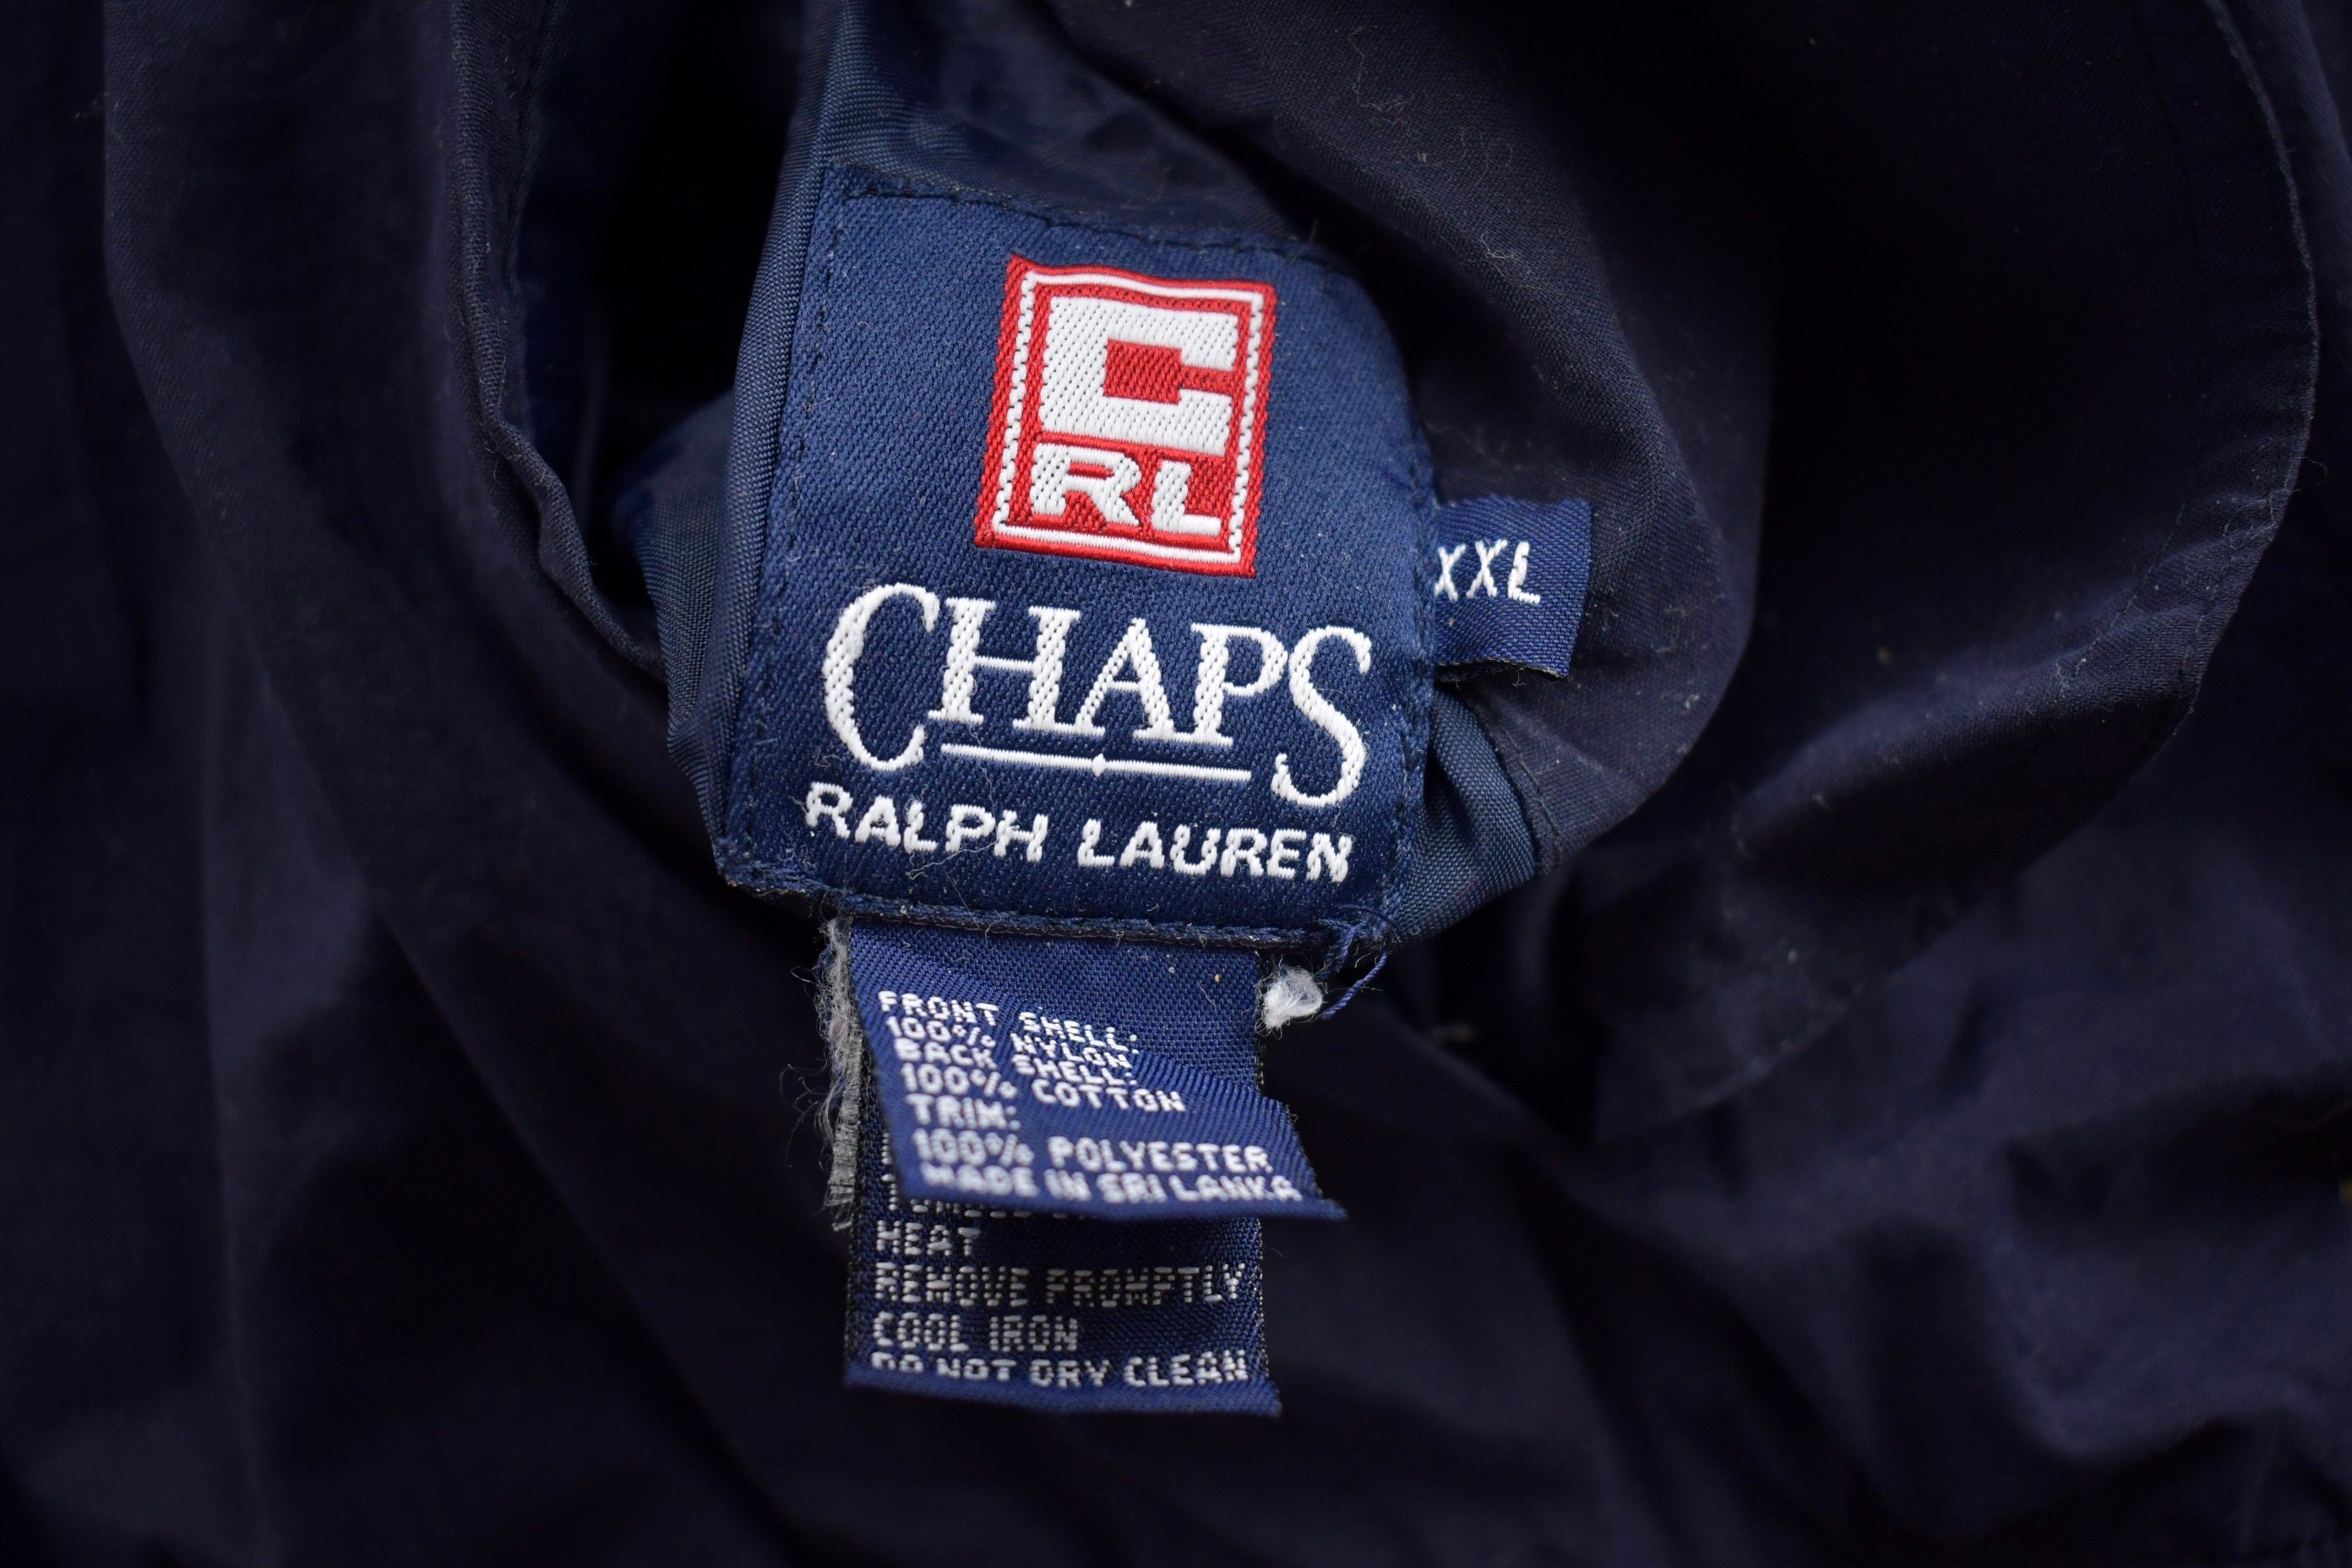 C
RL
CHAPS
RALPH LAUREN
XXL
FRONT SHELL:
100% NYLON
BACK SHELL:
100% COTTON
TRIM:
100% POLYESTER
MADE IN SRI LANKA
HEAT
REMOVE PROMPTLY
COOL IRON
DO NOT DRY CLEAN